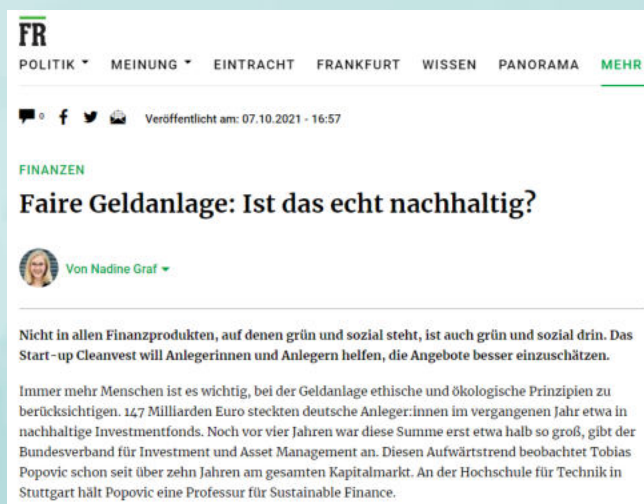 FR
POLITIK MEINUNG EINTRACHT FRANKFURT WISSEN PANORAMA MEHR
0 Veröffentlicht am: 07.10.2021 - 16:57
FINANZEN
Faire Geldanlage: Ist das echt nachhaltig?
Von Nadine Graf
Nicht in allen Finanzprodukten, auf denen grün und sozial steht, ist auch grün und sozial drin. Das
Start-up Cleanvest will Anlegerinnen und Anlegern helfen, die Angebote besser einzuschätzen.
Immer mehr Menschen ist es wichtig, bei der Geldanlage ethische und ökologische Prinzipien zu
berücksichtigen. 147 Milliarden Euro steckten deutsche Anleger:innen im vergangenen Jahr etwa in
nachhaltige Investmentfonds. Noch vor vier Jahren war diese Summe erst etwa halb so groß, gibt der
Bundesverband für Investment und Asset Management an. Diesen Aufwärtstrend beobachtet Tobias
Popovic schon seit über zehn Jahren am gesamten Kapitalmarkt. An der Hochschule für Technik in
Stuttgart hält Popovic eine Professur für Sustainable Finance.